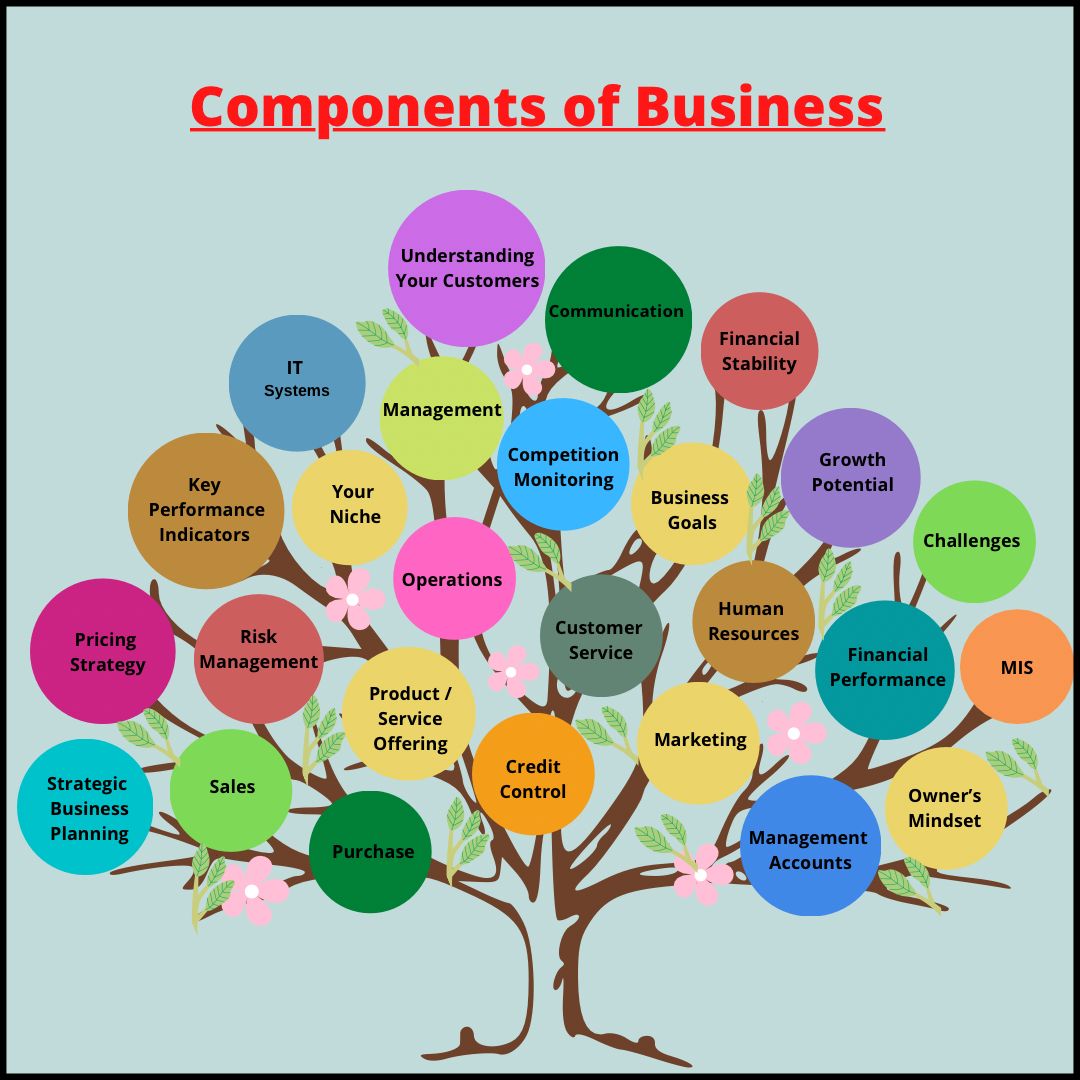 Components of Business
Understanding
Your Customers
Communication
Financial
Stability
IT
Systems
Management
Competition
Monitoring
Growth
Potential
Key
Performance
Indicators
Your
Niche
Business
Goals
Challenges
Operations
Customer
Service
Human
Resources
Pricing
Strategy
Risk
Management
Financial
Performance
MIS
Product /
Service
Offering
Marketing
Credit
Control
Strategic
Business
Planning
Sales
Owner’s
Mindset
Purchase
Management
Accounts